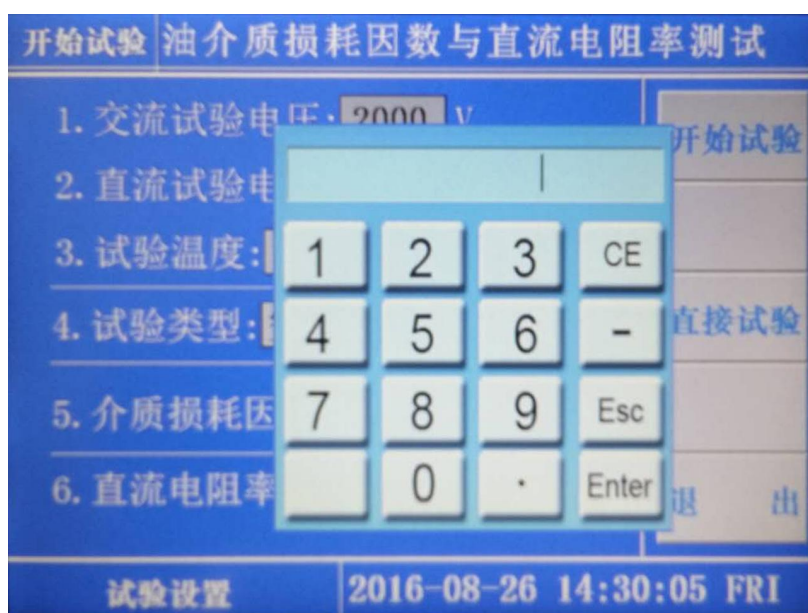 开始试验 油介质损耗因数与直流电阻率测试
1. 交流试验电压: 2000 V
2. 直流试验电
3. 试验温度:
4. 试验类型:
5. 介质损耗因
6. 直流电阻率
1 2 3 CE
4 5 6 -
7 8 9 Esc
0 . Enter
开始试验
直接试验
退 出
试验设置 2016-08-26 14:30:05 FRI